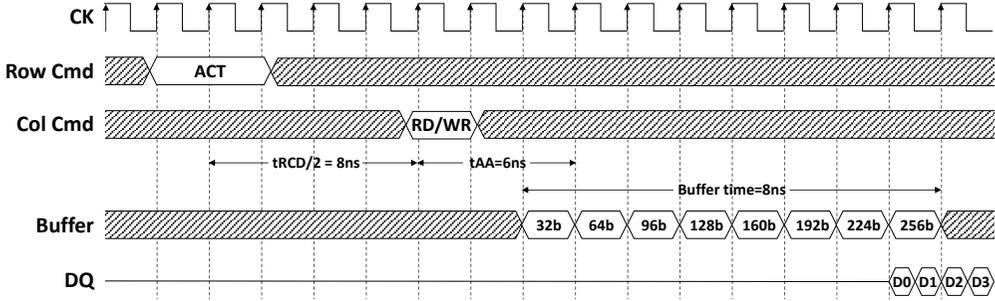 CK
Row Cmd ACT
Col Cmd RD/WR
tRCD/2 = 8ns tAA=6ns
Buffer time=8ns
Buffer 32b 64b 96b 128b 160b 192b 224b 256b
DQ D0 D1 D2 D3